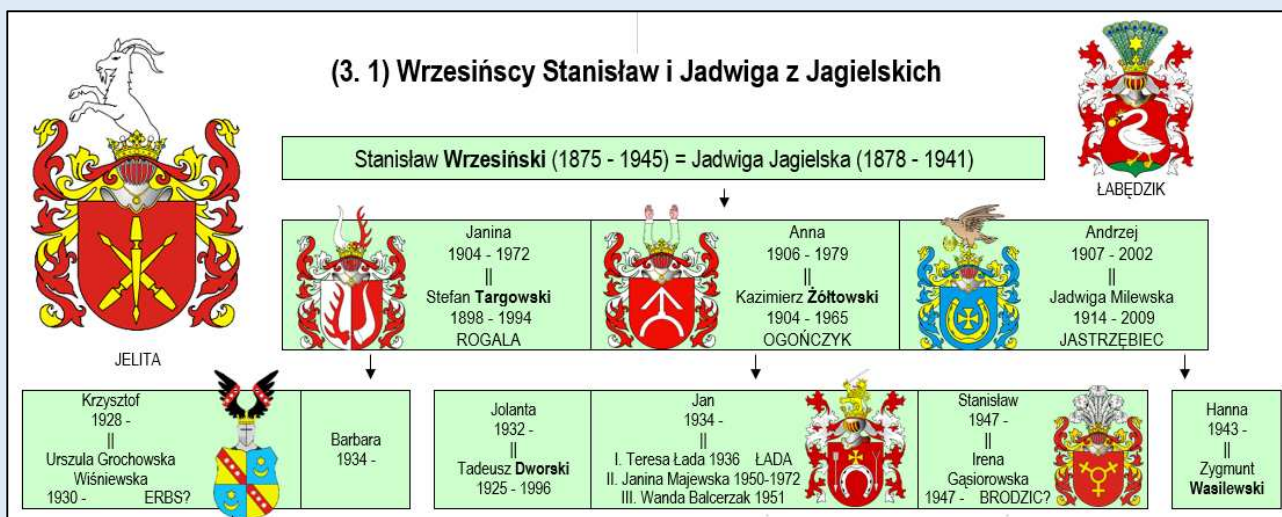 (3. 1) Wrzesińscy Stanisław i Jadwiga z Jagielskich
Stanisław Wrzesiński (1875 - 1945) = Jadwiga Jagielska (1878 - 1941)
ŁABĘDZIK
JELITA
Janina
1904 - 1972
||
Stefan Targowski
1898 - 1994
ROGALA
Anna
1906 - 1979
||
Kazimierz Żółtowski
1904 - 1965
OGOŃCZYK
Andrzej
1907 - 2002
||
Jadwiga Milewska
1914 - 2009
JASTRZĘBIEC
Krzysztof
1928 -
||
Urszula Grochowska
Wiśniewska
1930 - ERBS?
Barbara
1934 -
Jolanta
1932 -
||
Tadeusz Dworski
1925 - 1996
Jan
1934 -
||
I. Teresa Łada 1936 ŁADA
II. Janina Majewska 1950-1972
III. Wanda Balcerzak 1951
Stanisław
1947 -
||
Irena
Gąsiorowska
1947 - BRODZIC?
Hanna
1943 -
||
Zygmunt
Wasilewski